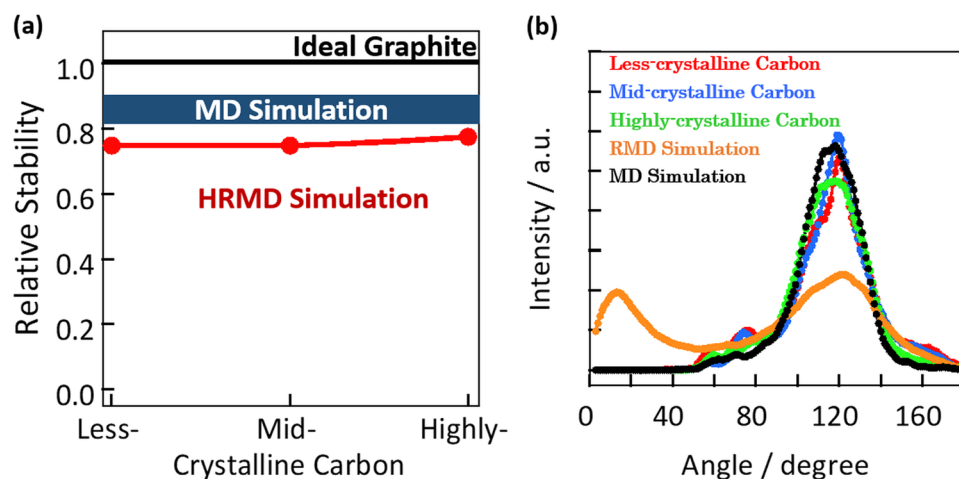 (a)
Ideal Graphite
MD Simulation
HRMD Simulation
Relative Stability
1.0
0.8
0.6
0.4
0.2
0.0
Less-
Mid-
Highly-
Crystalline Carbon
(b)
Less-crystalline Carbon
Mid-crystalline Carbon
Highly-crystalline Carbon
RMD Simulation
MD Simulation
Intensity / a.u.
0 40 80 120 160
Angle / degree